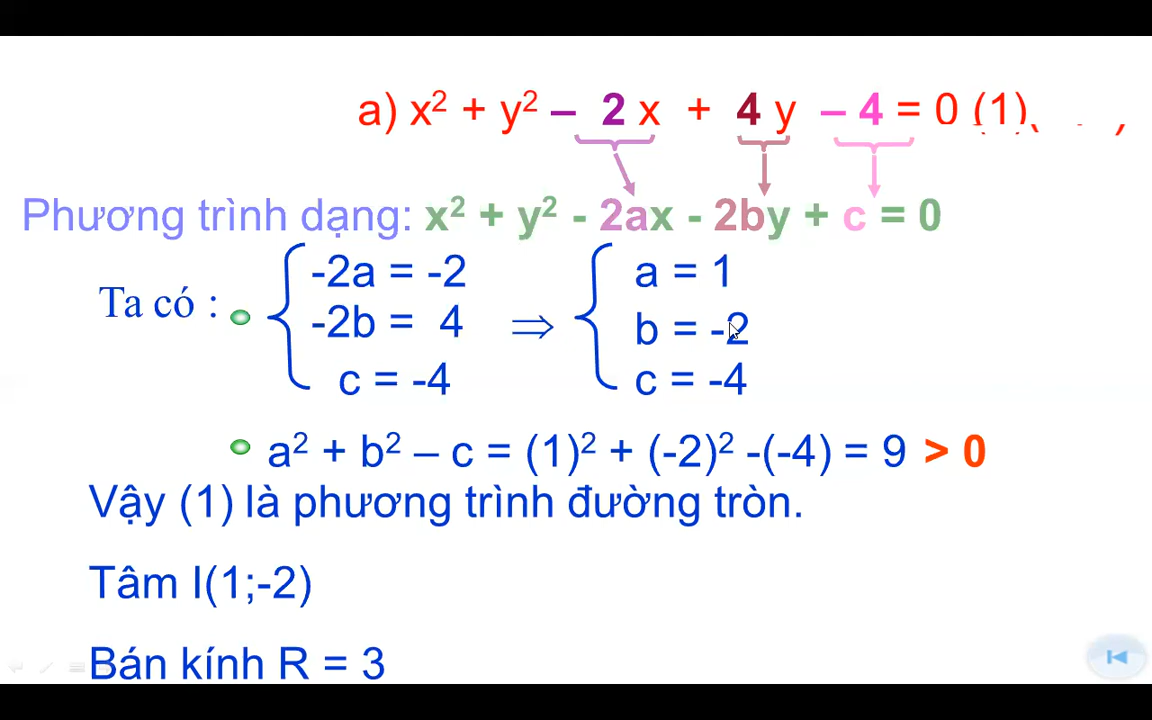 a) x² + y² – 2 x + 4 y – 4 = 0 (1)
Phương trình dạng: x² + y² - 2ax - 2by + c = 0
Ta có : -2a = -2 ⇒ a = 1
-2b = 4 b = -2
c = -4 c = -4
a² + b² – c = (1)² + (-2)² -(-4) = 9 > 0
Vậy (1) là phương trình đường tròn.
Tâm I(1;-2)
Bán kính R = 3